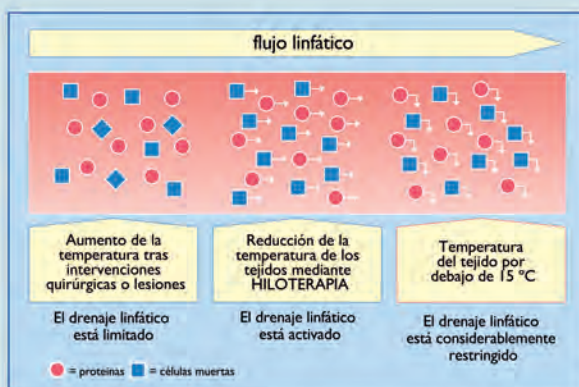 flujo linfático
Aumento de la
temperatura tras
intervenciones
quirúrgicas o lesiones
Reducción de la
temperatura de los
tejidos mediante
HILOTERAPIA
Temperatura
del tejido por
debajo de 15 ºC
El drenaje linfático
está limitado
El drenaje linfático
está activado
El drenaje linfático
está considerablemente
restringido
= proteinas = células muertas